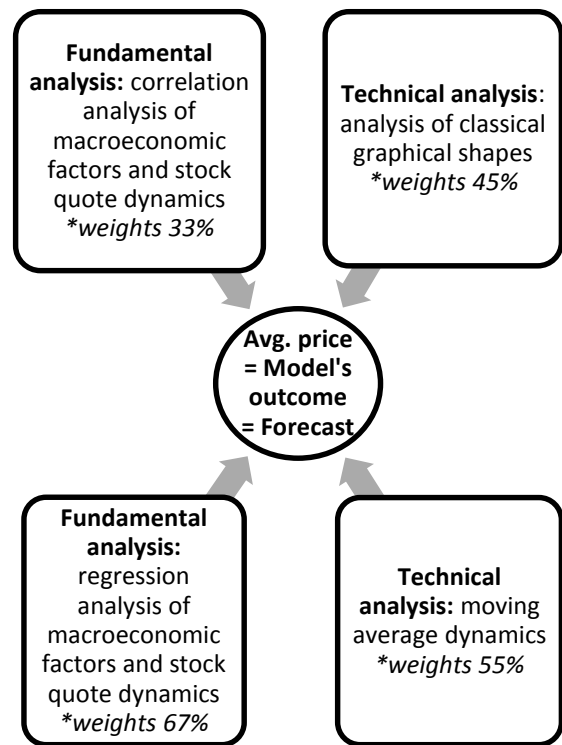 Fundamental
analysis: correlation
analysis of
macroeconomic
factors and stock
quote dynamics
*weights 33%
Technical analysis:
analysis of classical
graphical shapes
*weights 45%
Avg. price
= Model's
outcome
= Forecast
Fundamental
analysis:
regression
analysis of
macroeconomic
factors and stock
quote dynamics
*weights 67%
Technical
analysis: moving
average dynamics
*weights 55%